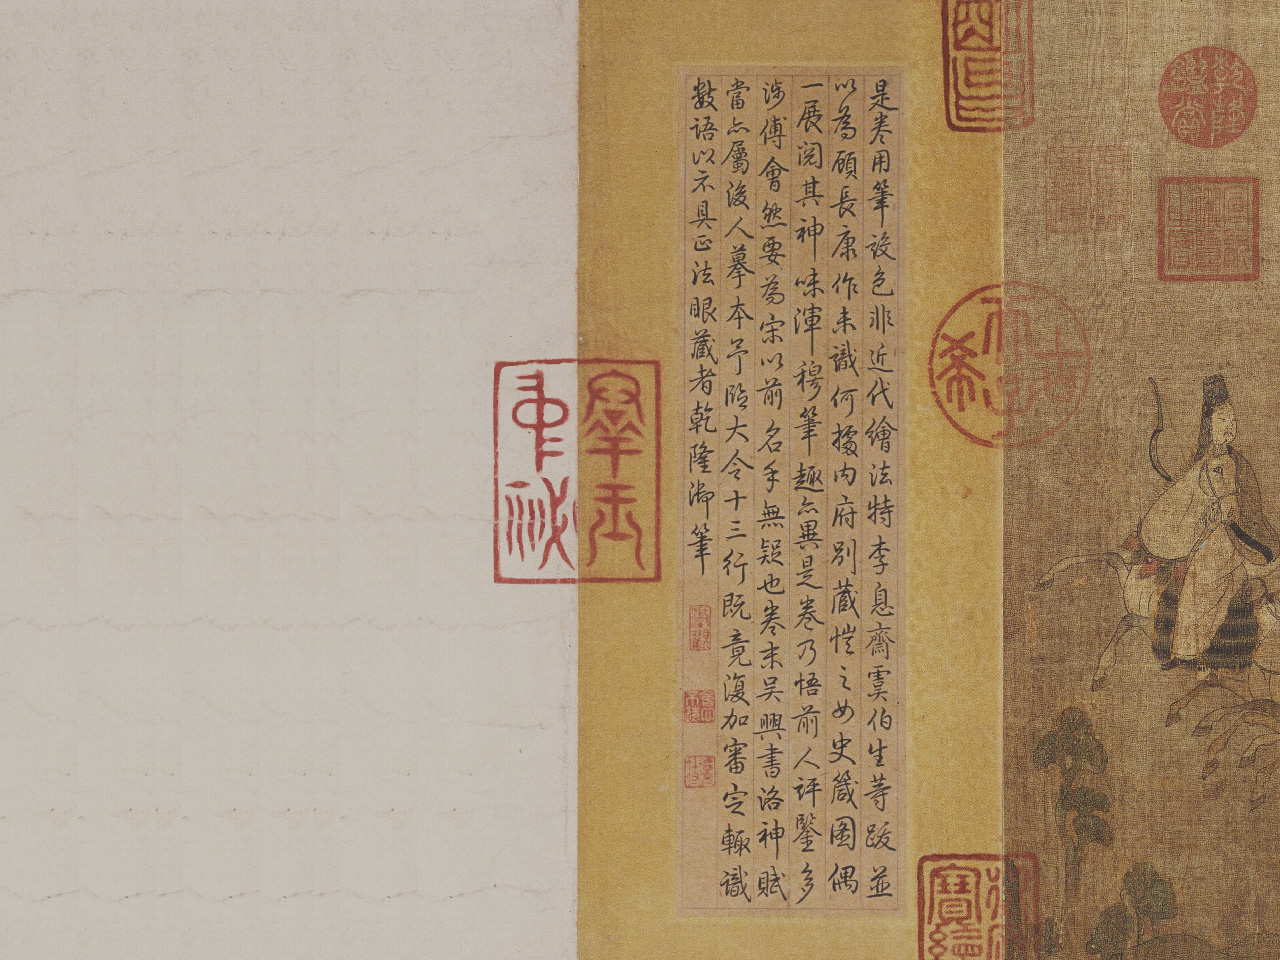 是卷用筆設色非近代繪法特李息齋虞伯生等跋並
以為顧長康作未識何據內府別藏愷之女史箴圖偶
一展閱其神味渾穆筆趣亦異是卷乃悟前人評鑒多
涉傅會然要為宋以前名手無疑也卷末吳興書洛神賦
當亦屬後人摹本予臨大令十三行既竟復加審定輙識
数語以示具正法眼藏者乾隆御筆